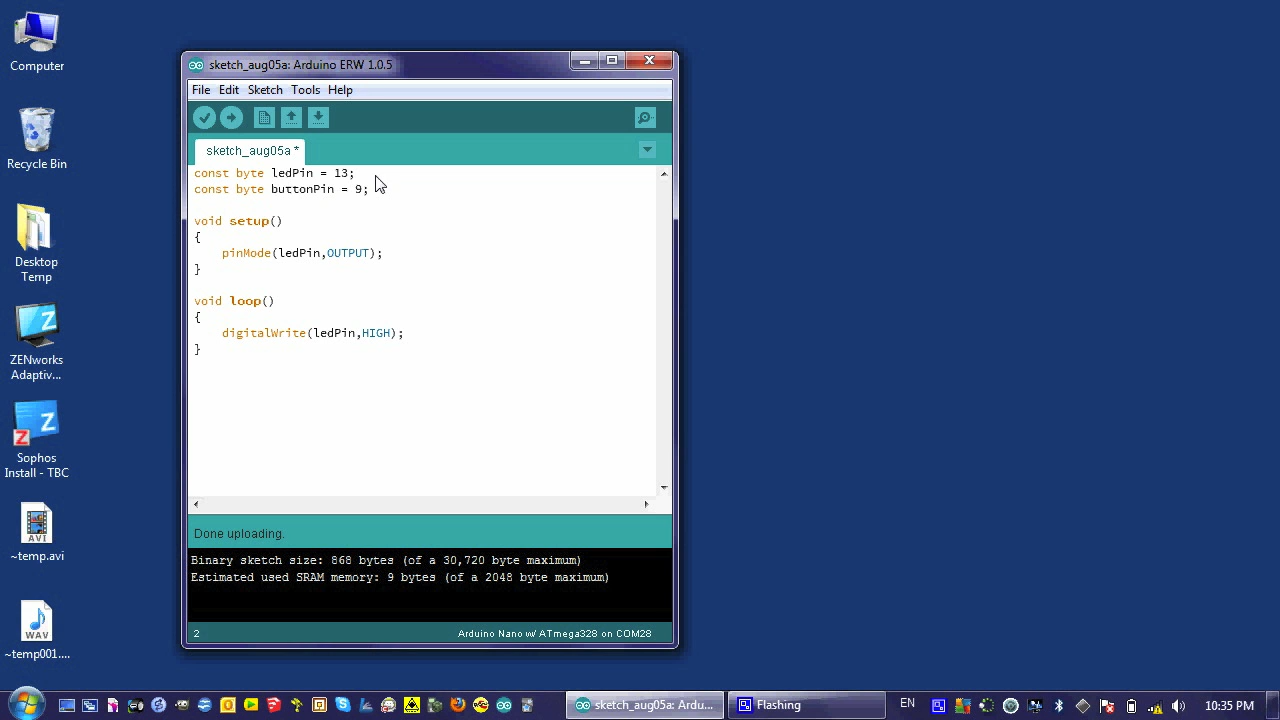 Computer
Recycle Bin
Desktop
Temp
ZENworks
Adaptiv...
Sophos
Install - TBC
AVI
~temp.avi
WAV
~temp001....
sketch_aug05a: Arduino ERW 1.0.5
File Edit Sketch Tools Help
sketch_aug05a *
const byte ledPin = 13;
const byte buttonPin = 9;
void setup()
{
pinMode(ledPin,OUTPUT);
}
void loop()
{
digitalWrite(ledPin,HIGH);
}
Done uploading.
Binary sketch size: 868 bytes (of a 30,720 byte maximum)
Estimated used SRAM memory: 9 bytes (of a 2048 byte maximum)
2 Arduino Nano w/ ATmega328 on COM28
sketch_aug05a: Ardu... Flashing EN 10:35 PM